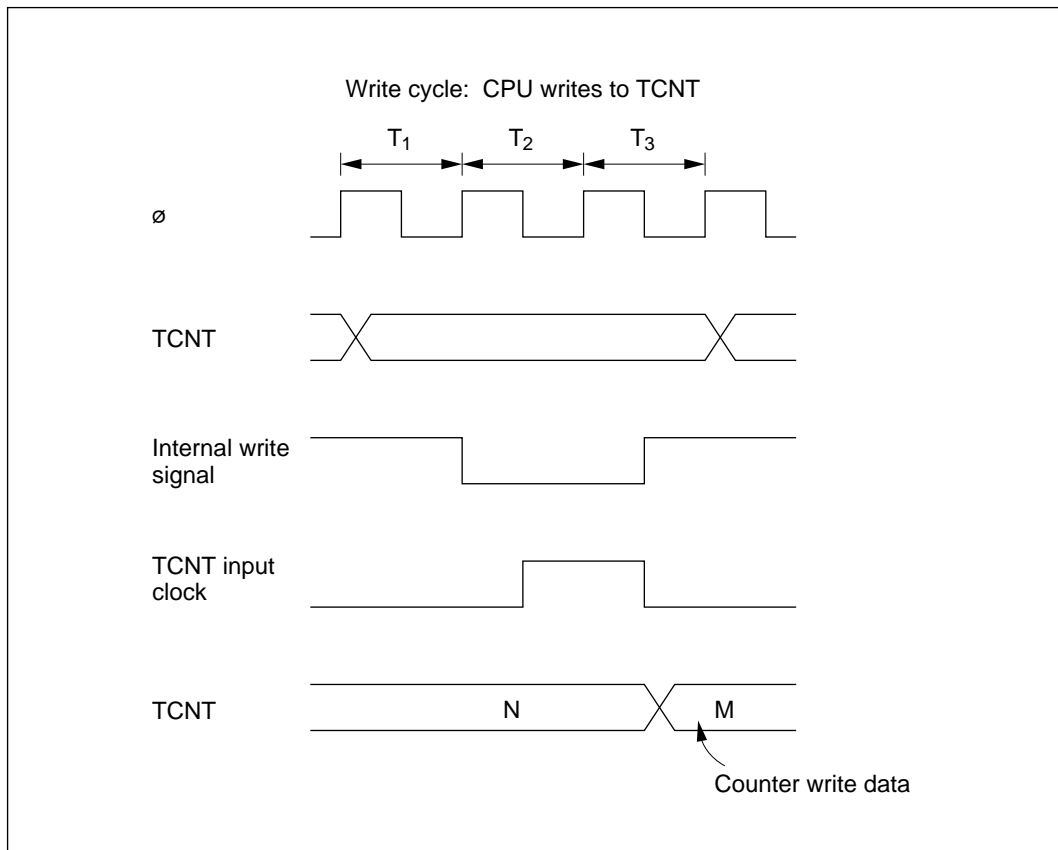 Write cycle:  CPU writes to TCNT
T₁ T₂ T₃
ø
TCNT
Internal write
signal
TCNT input
clock
TCNT N M
Counter write data